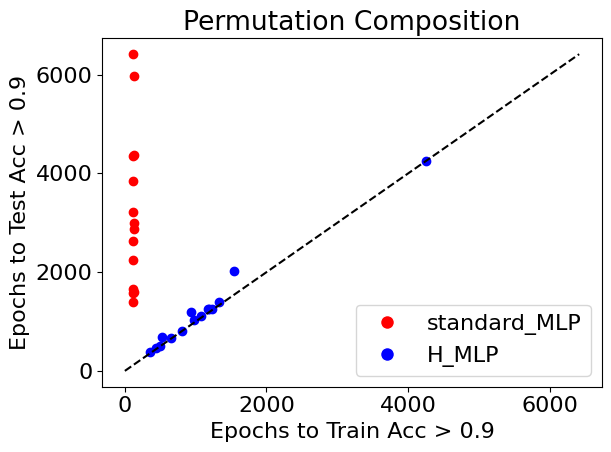 Permutation Composition
Epochs to Test Acc > 0.9
6000
4000
2000
0
standard_MLP
H_MLP
0 2000 4000 6000
Epochs to Train Acc > 0.9